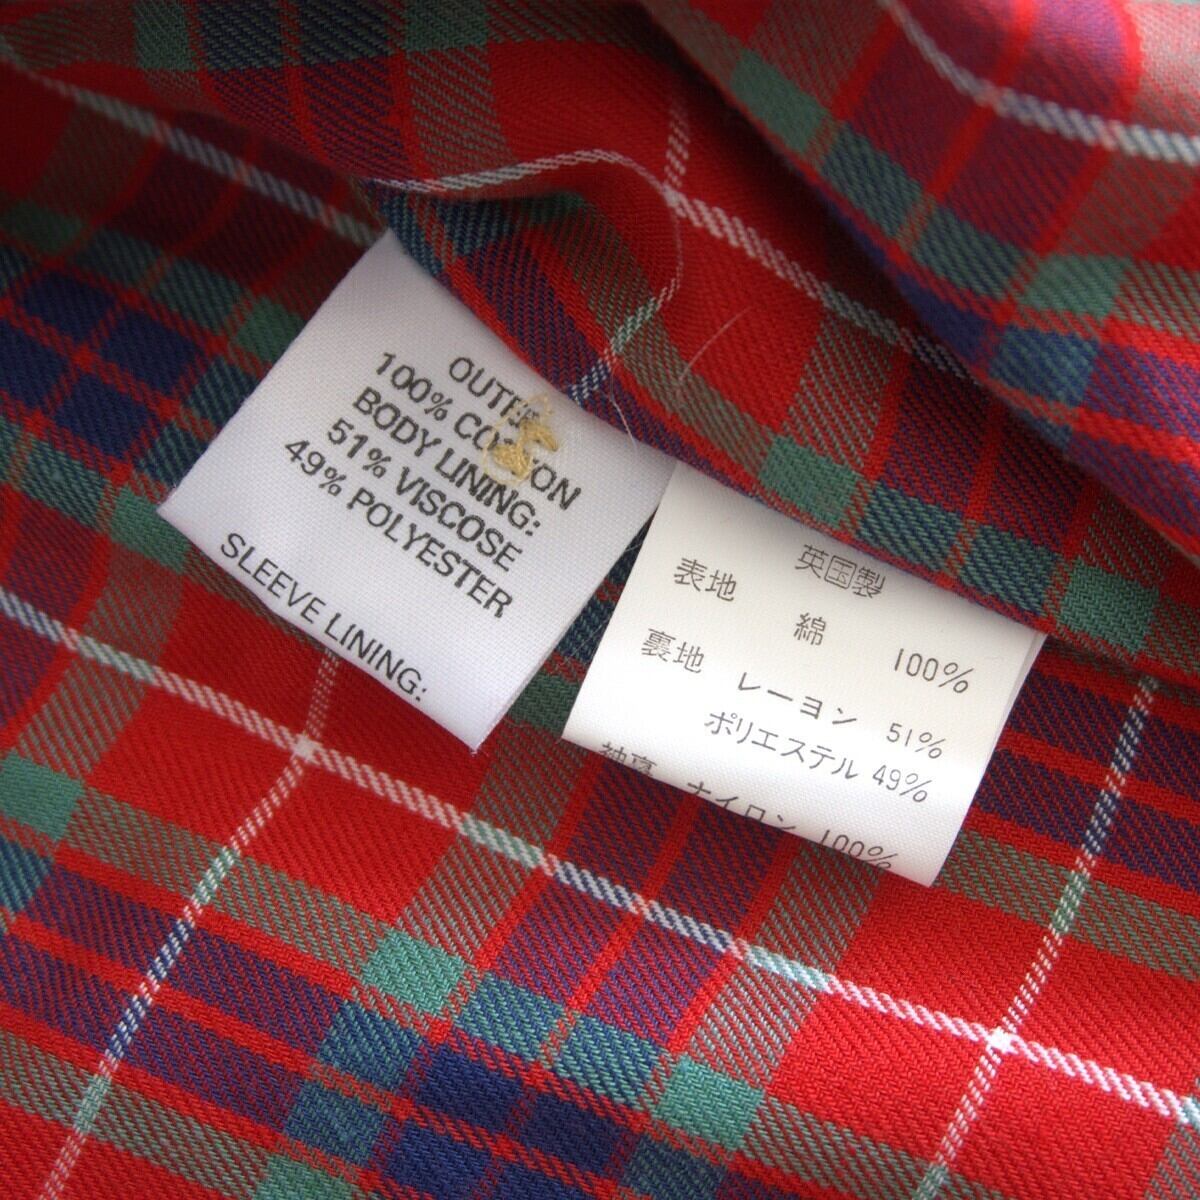 OUTER
100% COTTON
BODY LINING:
51% VISCOSE
49% POLYESTER
SLEEVE LINING:
英国製
表地 綿 100%
裏地 レーヨン 51%
ポリエステル 49%
袖裏 ナイロン 100%